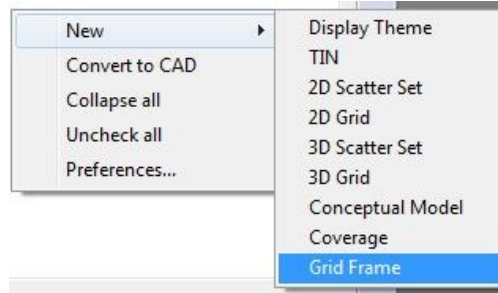 New
Convert to CAD
Collapse all
Uncheck all
Preferences...
Display Theme
TIN
2D Scatter Set
2D Grid
3D Scatter Set
3D Grid
Conceptual Model
Coverage
Grid Frame